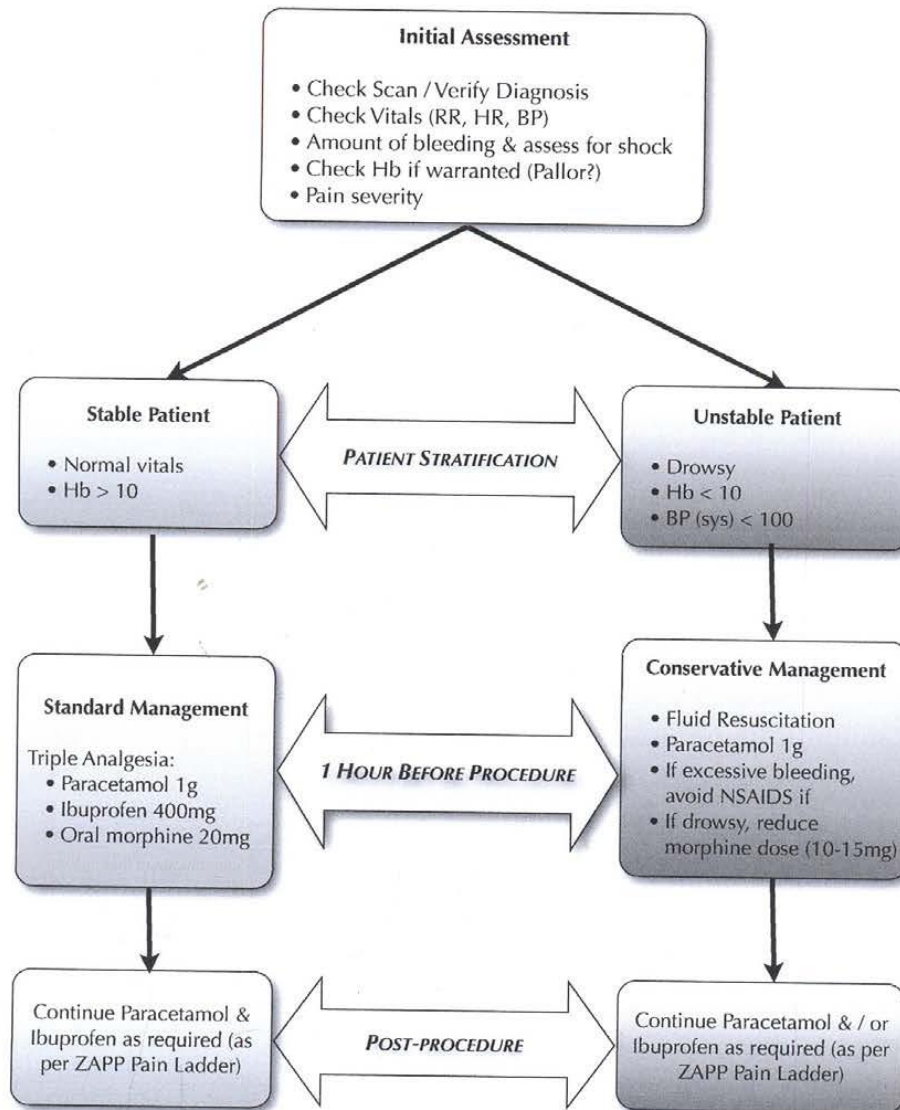 Initial Assessment
• Check Scan / Verify Diagnosis
• Check Vitals (RR, HR, BP)
• Amount of bleeding & assess for shock
• Check Hb if warranted (Pallor?)
• Pain severity
Stable Patient
• Normal vitals
• Hb > 10
PATIENT STRATIFICATION
Unstable Patient
• Drowsy
• Hb < 10
• BP (sys) < 100
Standard Management
Triple Analgesia:
• Paracetamol 1g
• Ibuprofen 400mg
• Oral morphine 20mg
1 HOUR BEFORE PROCEDURE
Conservative Management
• Fluid Resuscitation
• Paracetamol 1g
• If excessive bleeding,
avoid NSAIDS if
• If drowsy, reduce
morphine dose (10-15mg)
Continue Paracetamol &
Ibuprofen as required (as
per ZAPP Pain Ladder)
POST-PROCEDURE
Continue Paracetamol & / or
Ibuprofen as required (as per
ZAPP Pain Ladder)